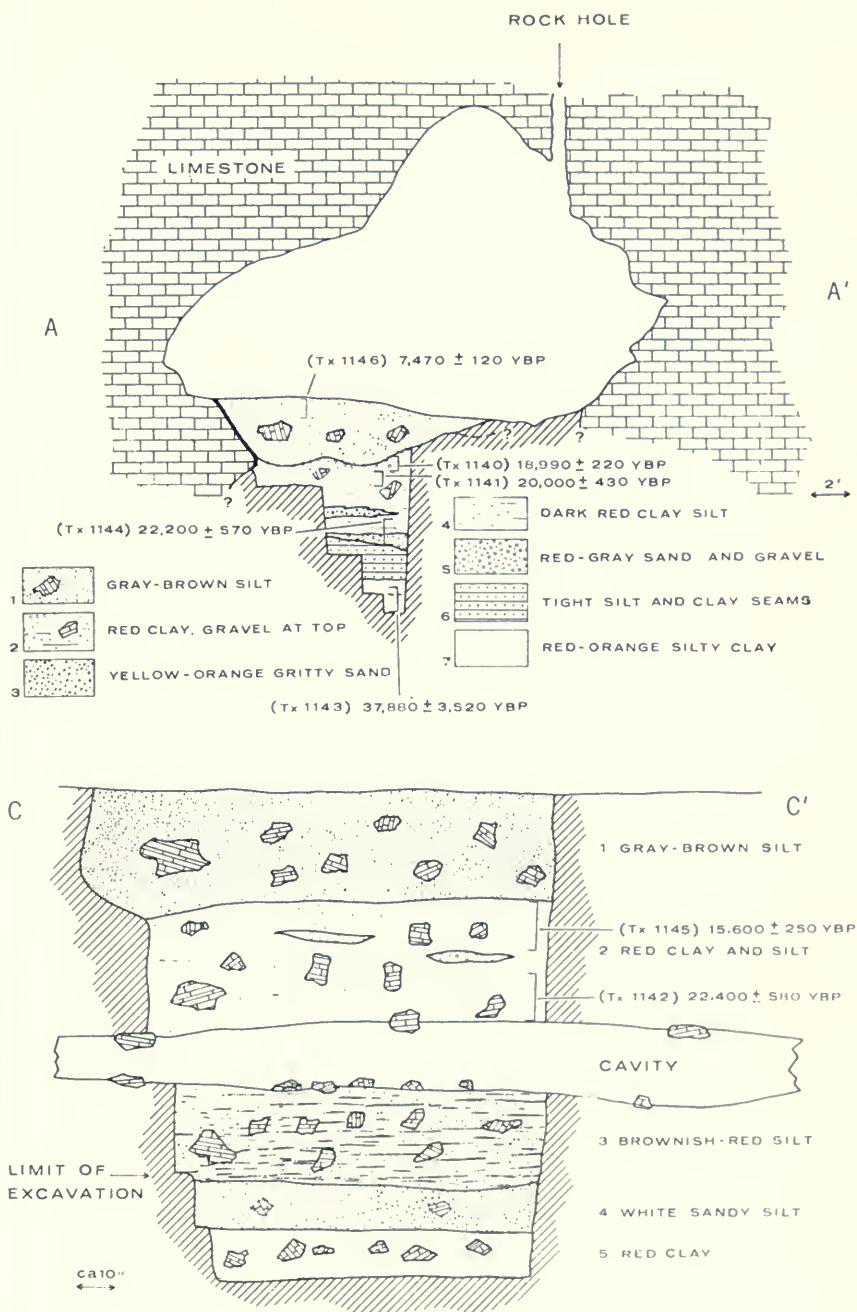 ROCK HOLE
LIMESTONE
A
A'
(Tx 1146) 7,470 ± 120 YBP
?
?
(Tx 1140) 18,990 ± 220 YBP
(Tx 1141) 20,000 ± 430 YBP
?
2'
(Tx 1144) 22,200 ± 570 YBP
1 GRAY-BROWN SILT
2 RED CLAY, GRAVEL AT TOP
3 YELLOW-ORANGE GRITTY SAND
4 DARK RED CLAY SILT
5 RED-GRAY SAND AND GRAVEL
6 TIGHT SILT AND CLAY SEAMS
7 RED-ORANGE SILTY CLAY
(Tx 1143) 37,880 ± 3,520 YBP
C
C'
1 GRAY-BROWN SILT
(Tx 1145) 15.600 ± 250 YBP
2 RED CLAY AND SILT
(Tx 1142) 22.400 ± 580 YBP
CAVITY
3 BROWNISH-RED SILT
LIMIT OF
EXCAVATION
4 WHITE SANDY SILT
5 RED CLAY
ca 10"